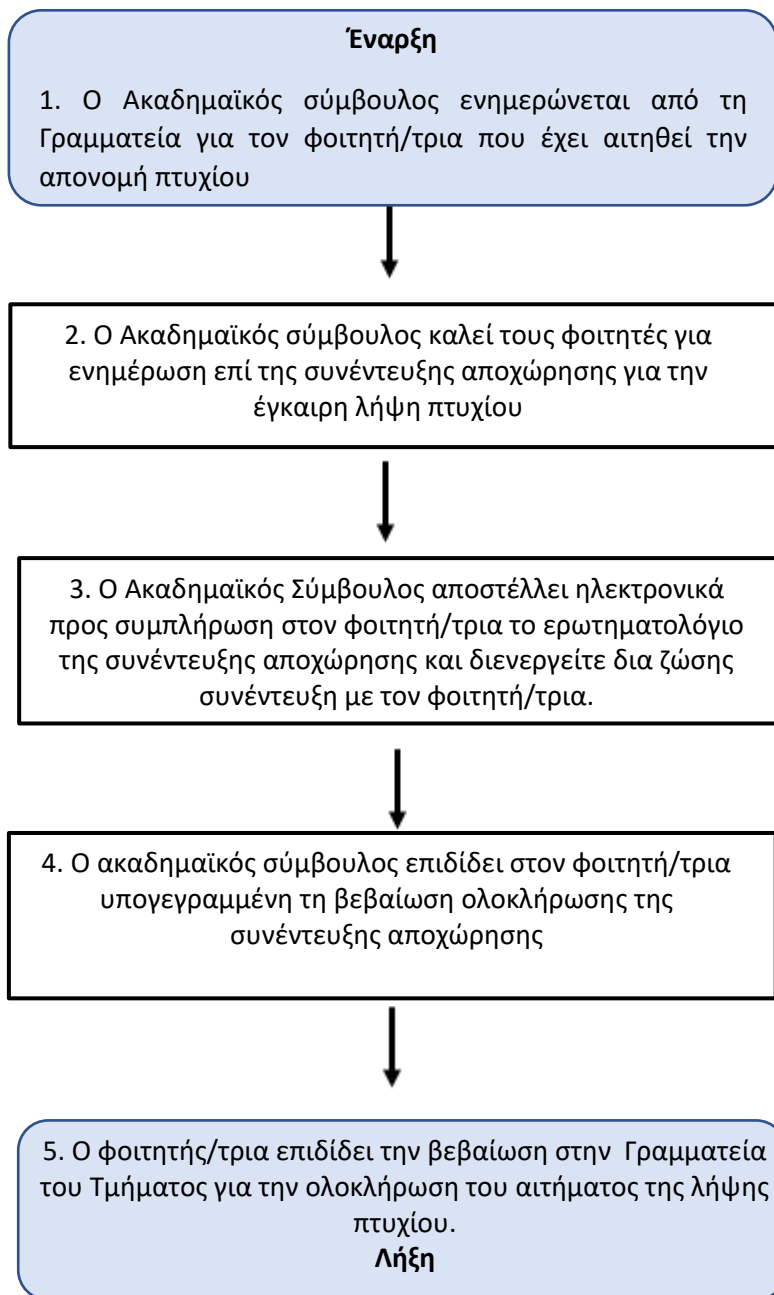 Έναρξη
1. Ο Ακαδημαϊκός σύμβουλος ενημερώνεται από τη
Γραμματεία για τον φοιτητή/τρια που έχει αιτηθεί την
απονομή πτυχίου
2. Ο Ακαδημαϊκός σύμβουλος καλεί τους φοιτητές για
ενημέρωση επί της συνέντευξης αποχώρησης για την
έγκαιρη λήψη πτυχίου
3. Ο Ακαδημαϊκός Σύμβουλος αποστέλλει ηλεκτρονικά
προς συμπλήρωση στον φοιτητή/τρια το ερωτηματολόγιο
της συνέντευξης αποχώρησης και διενεργείτε δια ζώσης
συνέντευξη με τον φοιτητή/τρια.
4. Ο ακαδημαϊκός σύμβουλος επιδίδει στον φοιτητή/τρια
υπογεγραμμένη τη βεβαίωση ολοκλήρωσης της
συνέντευξης αποχώρησης
5. Ο φοιτητής/τρια επιδίδει την βεβαίωση στην Γραμματεία
του Τμήματος για την ολοκλήρωση του αιτήματος της λήψης
πτυχίου.
Λήξη